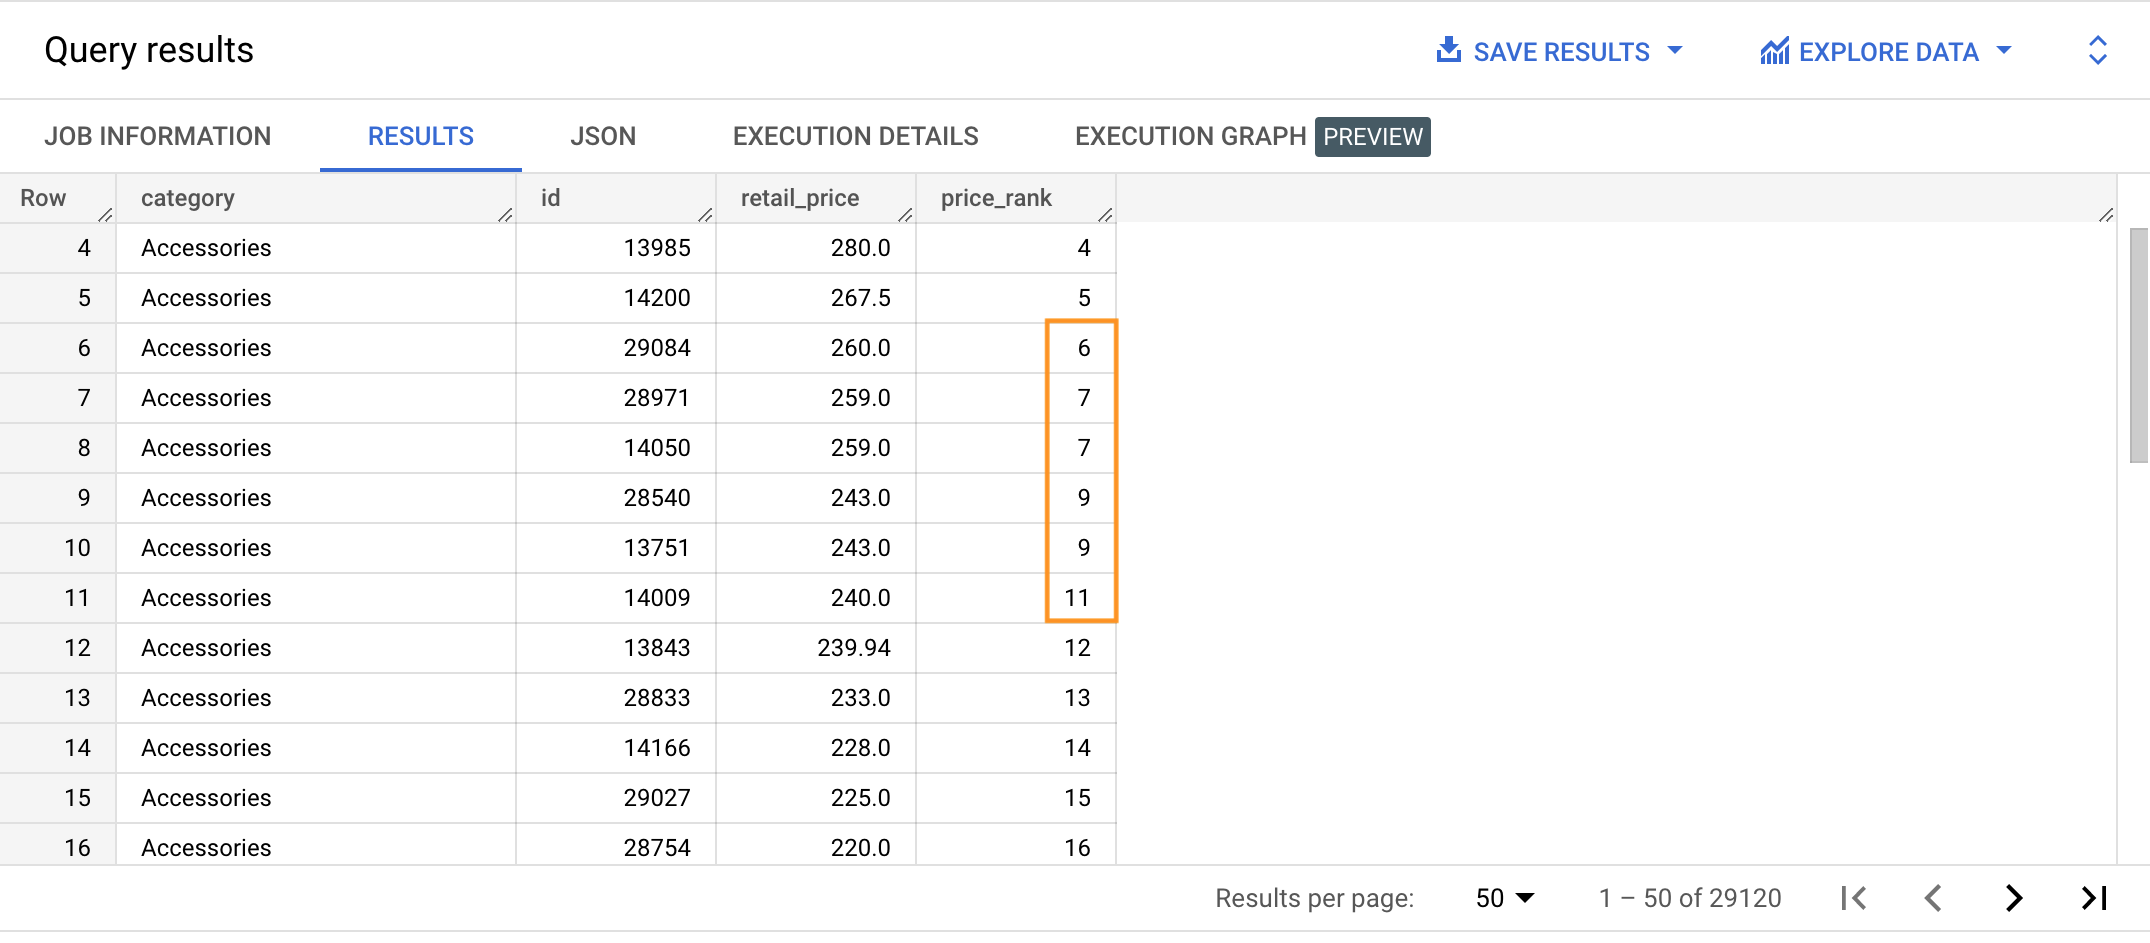 Query results SAVE RESULTS EXPLORE DATA
JOB INFORMATION RESULTS JSON EXECUTION DETAILS EXECUTION GRAPH PREVIEW
Row category id retail_price price_rank
4 Accessories 13985 280.0 4
5 Accessories 14200 267.5 5
6 Accessories 29084 260.0 6
7 Accessories 28971 259.0 7
8 Accessories 14050 259.0 7
9 Accessories 28540 243.0 9
10 Accessories 13751 243.0 9
11 Accessories 14009 240.0 11
12 Accessories 13843 239.94 12
13 Accessories 28833 233.0 13
14 Accessories 14166 228.0 14
15 Accessories 29027 225.0 15
16 Accessories 28754 220.0 16
Results per page: 50 1 – 50 of 29120